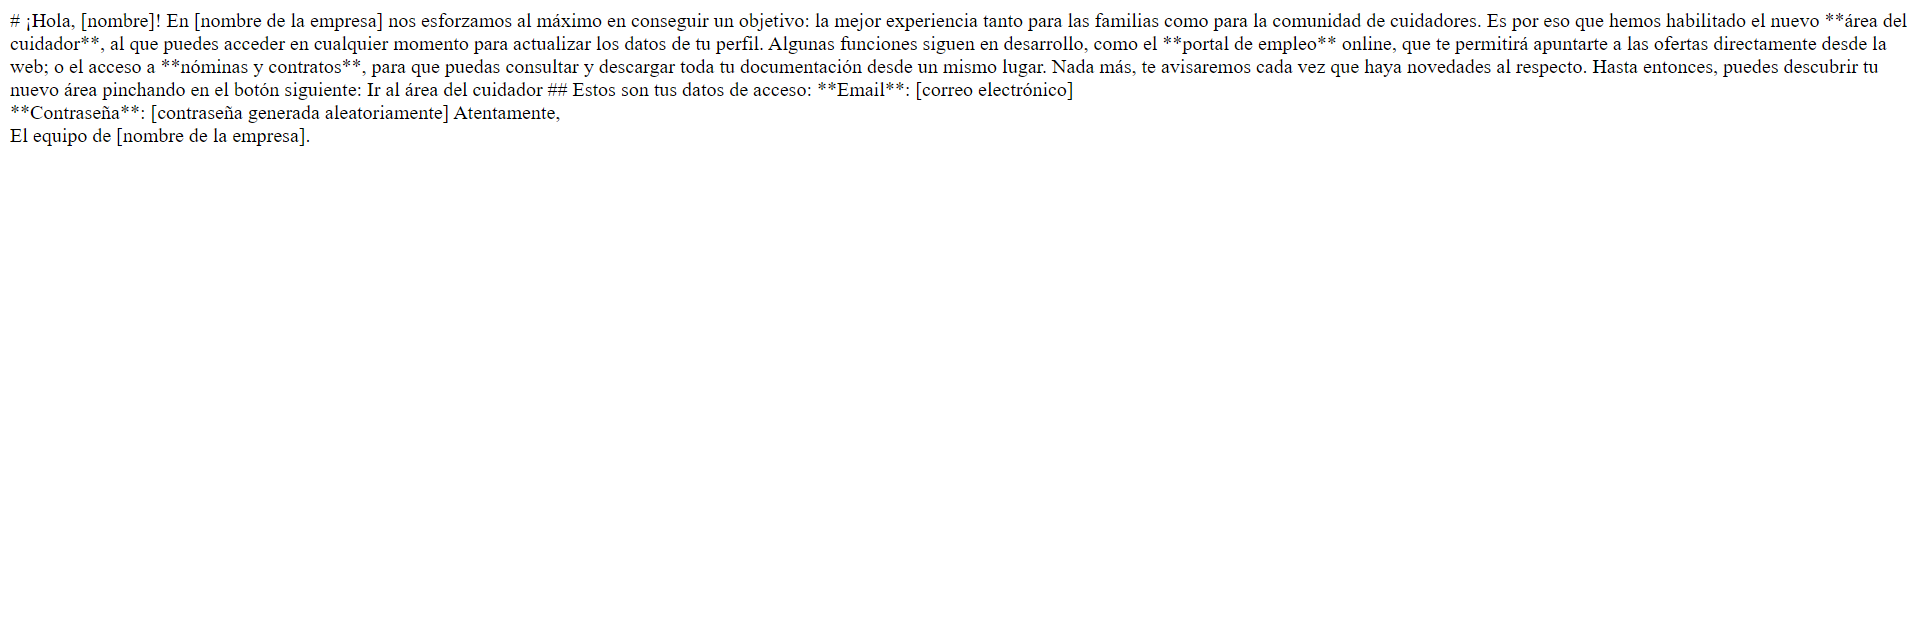 # ¡Hola, [nombre]! En [nombre de la empresa] nos esforzamos al máximo en conseguir un objetivo: la mejor experiencia tanto para las familias como para la comunidad de cuidadores. Es por eso que hemos habilitado el nuevo **área del
cuidador**, al que puedes acceder en cualquier momento para actualizar los datos de tu perfil. Algunas funciones siguen en desarrollo, como el **portal de empleo** online, que te permitirá apuntarte a las ofertas directamente desde la
web; o el acceso a **nóminas y contratos**, para que puedas consultar y descargar toda tu documentación desde un mismo lugar. Nada más, te avisaremos cada vez que haya novedades al respecto. Hasta entonces, puedes descubrir tu
nuevo área pinchando en el botón siguiente: Ir al área del cuidador ## Estos son tus datos de acceso: **Email**: [correo electrónico]
**Contraseña**: [contraseña generada aleatoriamente] Atentamente,
El equipo de [nombre de la empresa].